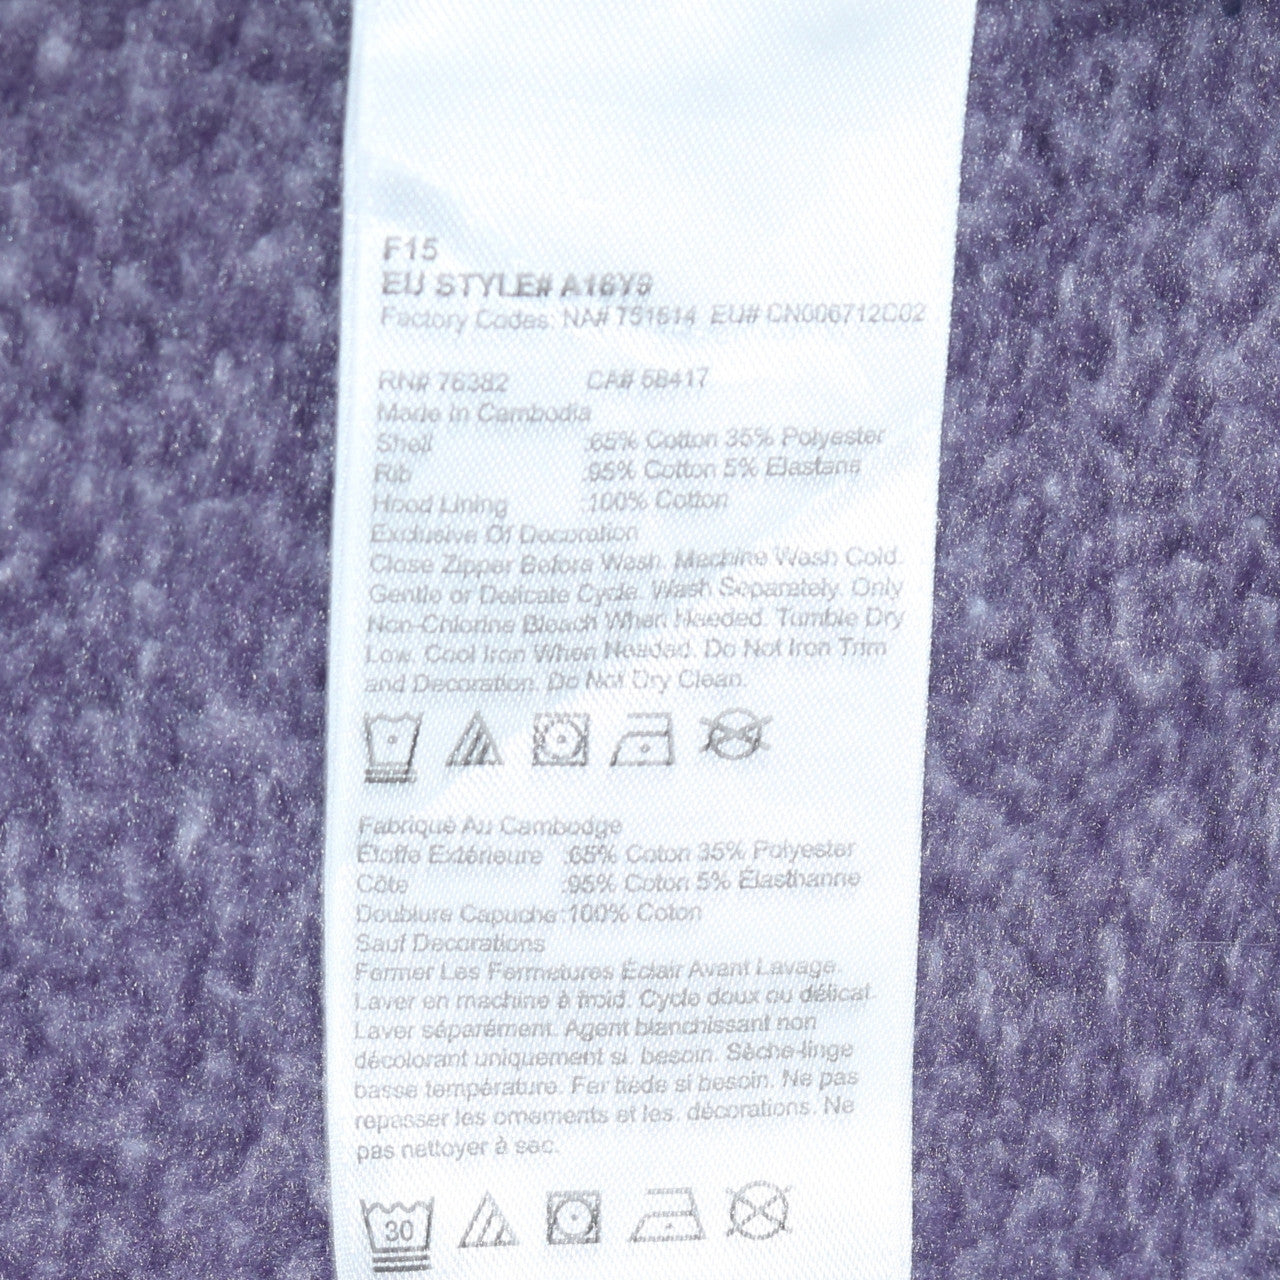 F15
EU STYLE# A16Y9
Factory Codes: NA# 751614 EU# CN006712C02
RN# 76382 CA# 58417
Made In Cambodia
Shell :65% Cotton 35% Polyester
Rib :95% Cotton 5% Elastane
Hood Lining :100% Cotton
Exclusive Of Decoration
Close Zipper Before Wash. Machine Wash Cold.
Gentle or Delicate Cycle. Wash Separately. Only
Non-Chlorine Bleach When Needed. Tumble Dry
Low. Cool Iron When Needed. Do Not Iron Trim
and Decoration. Do Not Dry Clean.
Fabriqué Au Cambodge
Etoffe Extérieure :65% Coton 35% Polyester
Côte :95% Coton 5% Élasthanne
Doublure Capuche:100% Coton
Sauf Decorations
Fermer Les Fermetures Éclair Avant Lavage.
Laver en machine à froid. Cycle doux ou délicat.
Laver séparément. Agent blanchissant non
décolorant uniquement si besoin. Sèche-linge
basse température. Fer tiède si besoin. Ne pas
repasser les ornements et les. décorations. Ne
pas nettoyer à sec.
30